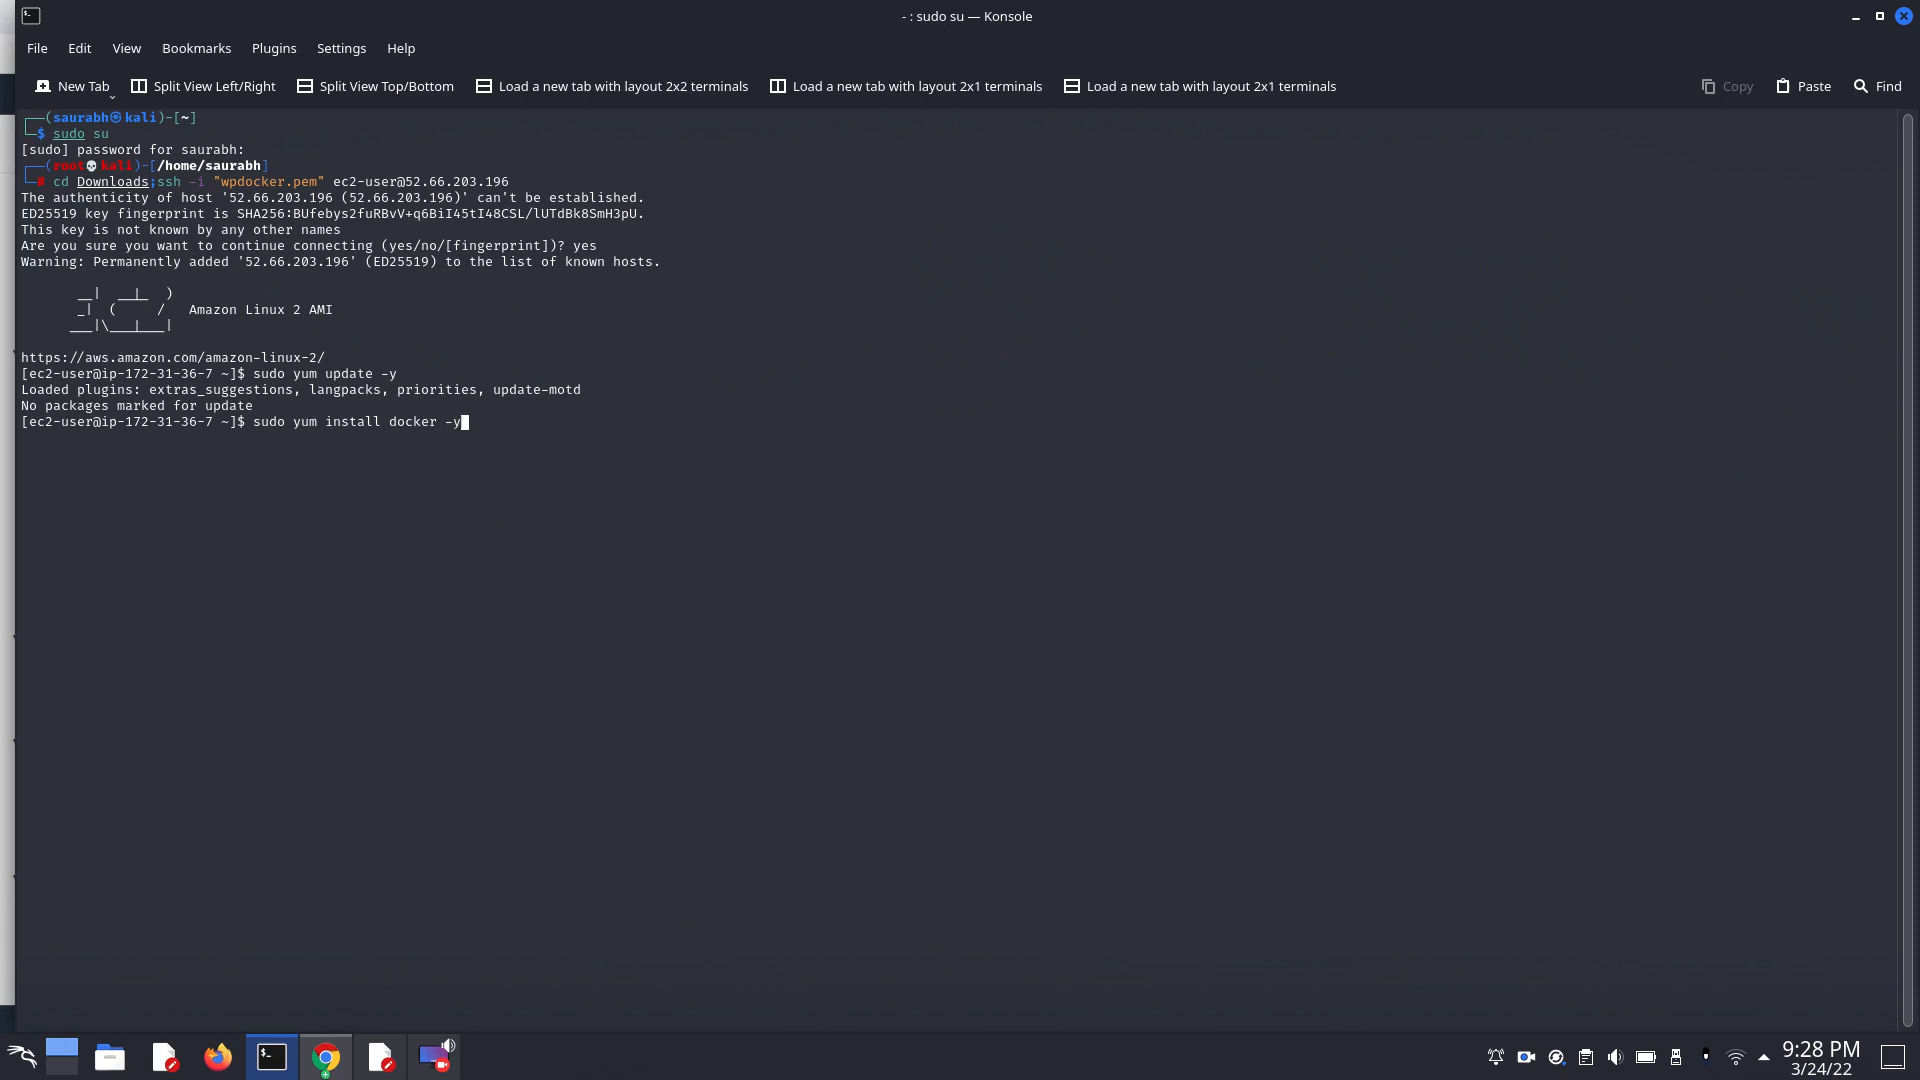 - : sudo su — Konsole
File Edit View Bookmarks Plugins Settings Help
New Tab Split View Left/Right Split View Top/Bottom Load a new tab with layout 2x2 terminals Load a new tab with layout 2x1 terminals Load a new tab with layout 2x1 terminals Copy Paste Find
┌──(saurabh㉿kali)-[~]
└─$ sudo su
[sudo] password for saurabh:
┌──(root💀kali)-[/home/saurabh]
└─# cd Downloads;ssh -i "wpdocker.pem" ec2-user@52.66.203.196
The authenticity of host '52.66.203.196 (52.66.203.196)' can't be established.
ED25519 key fingerprint is SHA256:BUfebys2fuRBvV+q6BiI45tI48CSL/lUTdBk8SmH3pU.
This key is not known by any other names
Are you sure you want to continue connecting (yes/no/[fingerprint])? yes
Warning: Permanently added '52.66.203.196' (ED25519) to the list of known hosts.
__|  __|_  )
_|  (     /   Amazon Linux 2 AMI
___|\___|___|
https://aws.amazon.com/amazon-linux-2/
[ec2-user@ip-172-31-36-7 ~]$ sudo yum update -y
Loaded plugins: extras_suggestions, langpacks, priorities, update-motd
No packages marked for update
[ec2-user@ip-172-31-36-7 ~]$ sudo yum install docker -y
9:28 PM
3/24/22